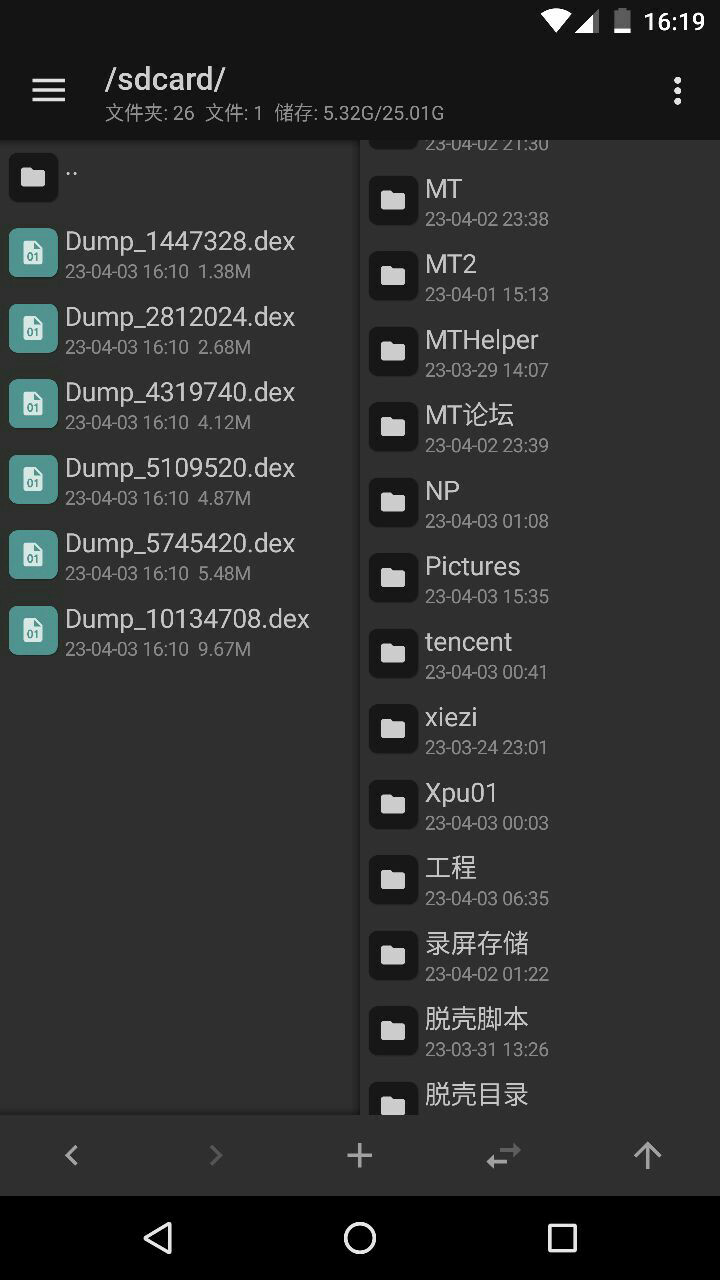 16:19
/sdcard/
文件夹: 26 文件: 1 储存: 5.32G/25.01G
..
Dump_1447328.dex
23-04-03 16:10 1.38M
Dump_2812024.dex
23-04-03 16:10 2.68M
Dump_4319740.dex
23-04-03 16:10 4.12M
Dump_5109520.dex
23-04-03 16:10 4.87M
Dump_5745420.dex
23-04-03 16:10 5.48M
Dump_10134708.dex
23-04-03 16:10 9.67M
23-04-02 21:30
MT
23-04-02 23:38
MT2
23-04-01 15:13
MTHelper
23-03-29 14:07
MT论坛
23-04-02 23:39
NP
23-04-03 01:08
Pictures
23-04-03 15:35
tencent
23-04-03 00:41
xiezi
23-03-24 23:01
Xpu01
23-04-03 00:03
工程
23-04-03 06:35
录屏存储
23-04-02 01:22
脱壳脚本
23-03-31 13:26
脱壳目录